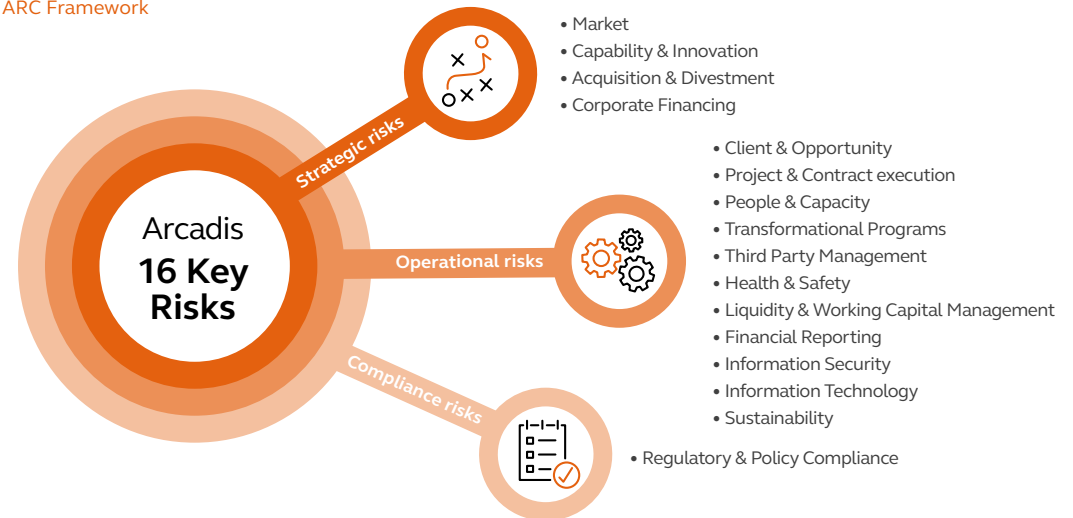 ARC Framework
Arcadis
16 Key
Risks
Strategic risks
• Market
• Capability & Innovation
• Acquisition & Divestment
• Corporate Financing
Operational risks
• Client & Opportunity
• Project & Contract execution
• People & Capacity
• Transformational Programs
• Third Party Management
• Health & Safety
• Liquidity & Working Capital Management
• Financial Reporting
• Information Security
• Information Technology
• Sustainability
Compliance risks
• Regulatory & Policy Compliance